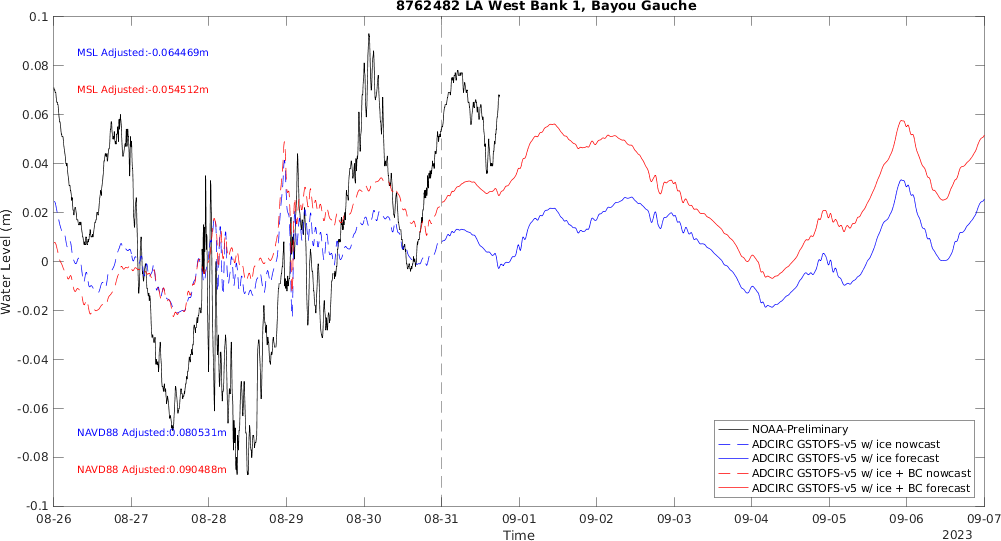 8762482 LA West Bank 1, Bayou Gauche
0.1
0.08
0.06
0.04
0.02
0
-0.02
-0.04
-0.06
-0.08
-0.1
Water Level (m)
MSL Adjusted:-0.064469m
MSL Adjusted:-0.054512m
NAVD88 Adjusted:0.080531m
NAVD88 Adjusted:0.090488m
NOAA-Preliminary
ADCIRC GSTOFS-v5 w/ ice nowcast
ADCIRC GSTOFS-v5 w/ ice forecast
ADCIRC GSTOFS-v5 w/ ice + BC nowcast
ADCIRC GSTOFS-v5 w/ ice + BC forecast
08-26 08-27 08-28 08-29 08-30 08-31 09-01 09-02 09-03 09-04 09-05 09-06 09-07
Time
2023